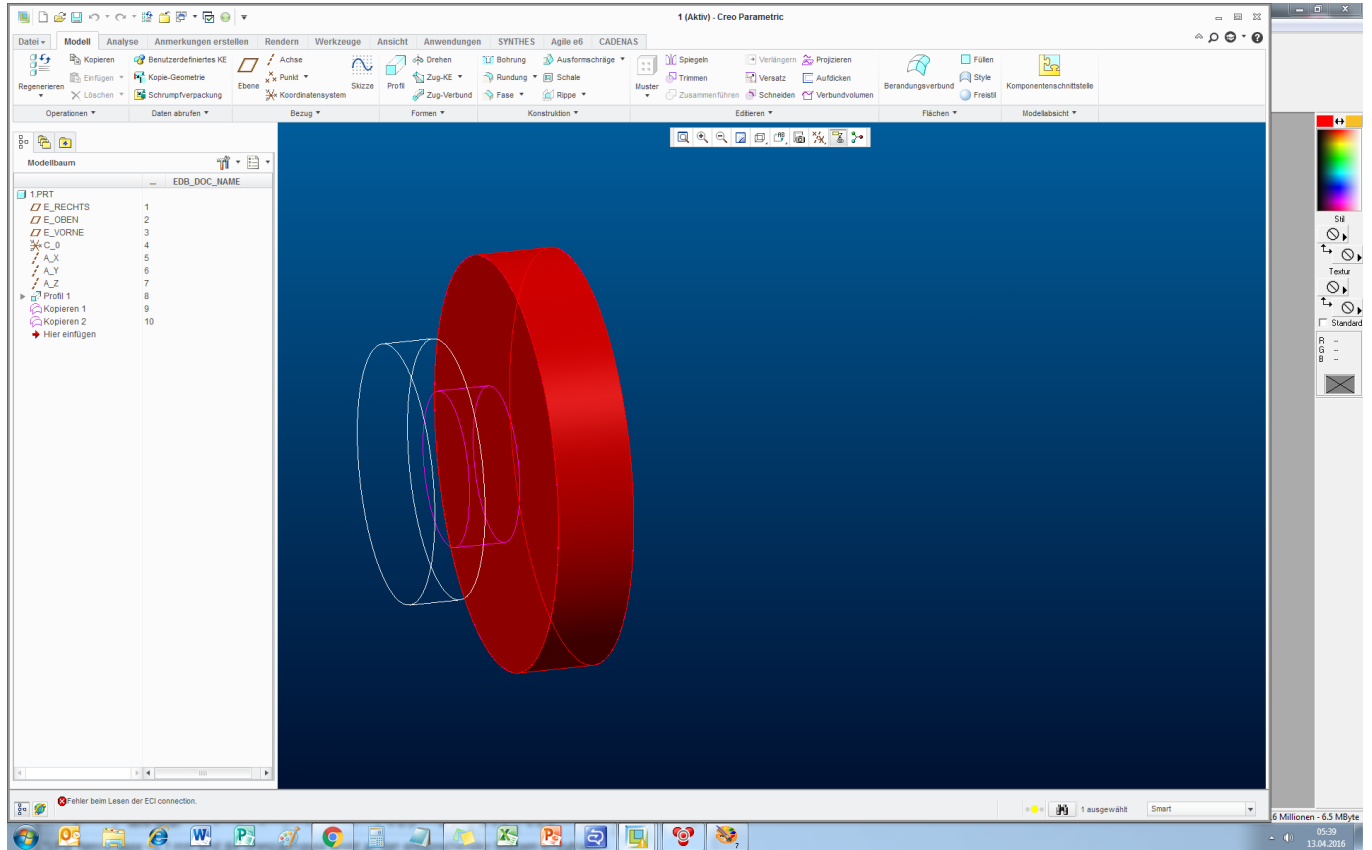 1 (Aktiv) - Creo Parametric
Datei Modell Analyse Anmerkungen erstellen Rendern Werkzeuge Ansicht Anwendungen SYNTHES Agile e6 CADENAS
Kopieren Benutzerdefiniertes KE Achse Drehen Bohrung Ausformschräge Spiegeln Verlängern Projizieren Füllen
Einfügen Kopie-Geometrie Punkt Zug-KE Rundung Schale Trimmen Versatz Aufdicken Style
Regenerieren Ebene Skizze Profil Muster Berandungsverbund Komponentenschnittstelle
Löschen Schrumpfverpackung Koordinatensystem Zug-Verbund Fase Rippe Zusammenführen Schneiden Verbundvolumen Freistil
Operationen Daten abrufen Bezug Formen Konstruktion Editieren Flächen Modellabsicht
Modellbaum
... EDB_DOC_NAME
1.PRT
E_RECHTS 1
E_OBEN 2
E_VORNE 3
C_0 4
A_X 5
A_Y 6
A_Z 7
Profil 1 8
Kopieren 1 9
Kopieren 2 10
Hier einfügen
Stil
Textur
Standard
R --
G --
B --
Fehler beim Lesen der ECI connection.
1 ausgewählt Smart
6 Millionen - 6.5 MByte
05:39
13.04.2016